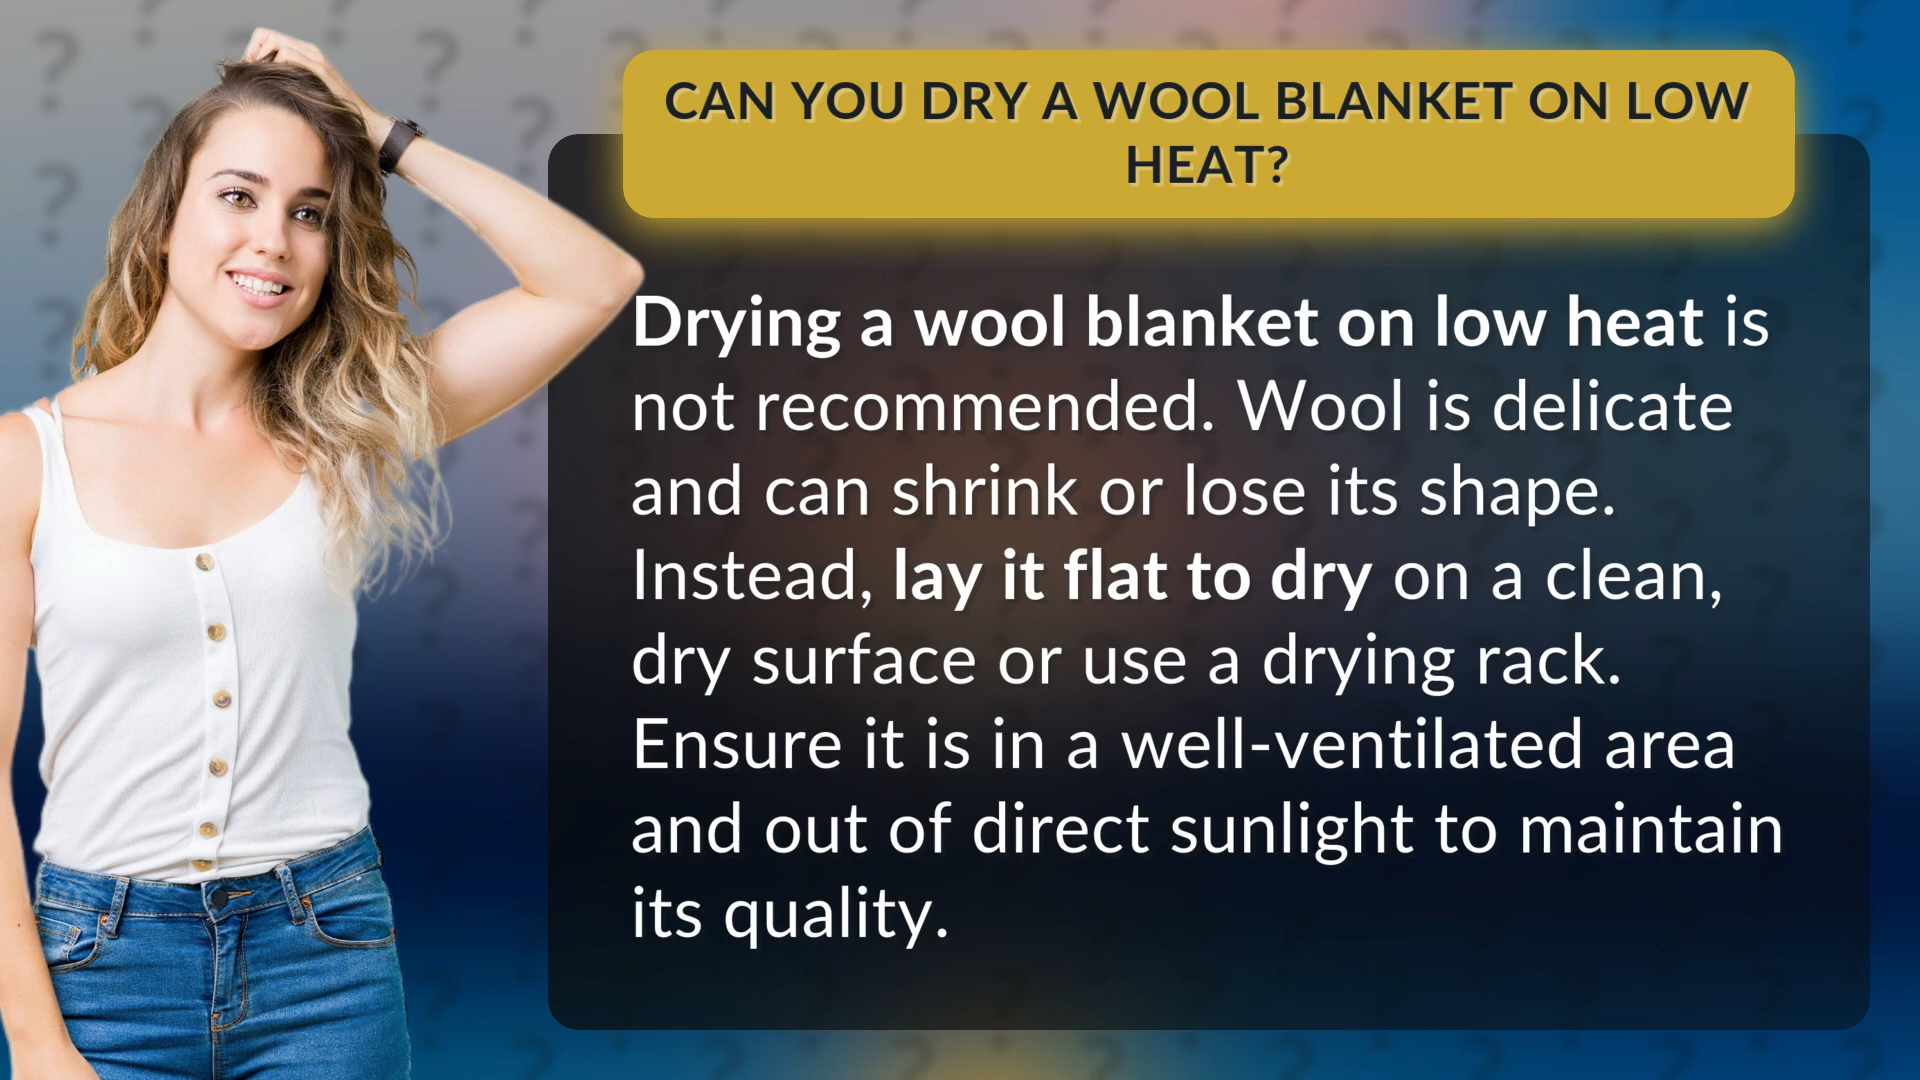 CAN YOU DRY A WOOL BLANKET ON LOW
HEAT?
Drying a wool blanket on low heat is
not recommended. Wool is delicate
and can shrink or lose its shape.
Instead, lay it flat to dry on a clean,
dry surface or use a drying rack.
Ensure it is in a well-ventilated area
and out of direct sunlight to maintain
its quality.